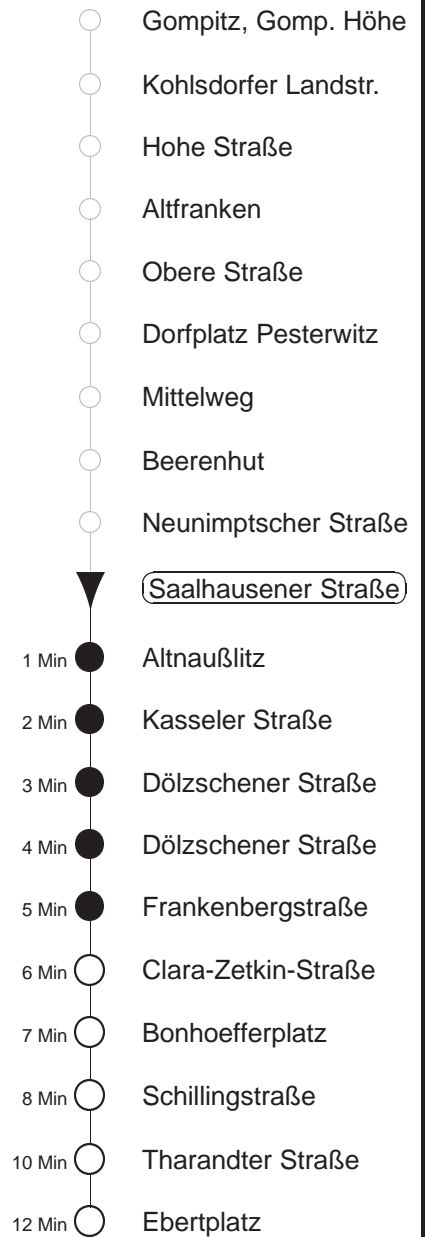 Gompitz, Gomp. Höhe
Kohlsdorfer Landstr.
Hohe Straße
Altfranken
Obere Straße
Dorfplatz Pesterwitz
Mittelweg
Beerenhut
Neunimptscher Straße
Saalhausener Straße
1 Min Altnaußlitz
2 Min Kasseler Straße
3 Min Dölzschener Straße
4 Min Dölzschener Straße
5 Min Frankenbergstraße
6 Min Clara-Zetkin-Straße
7 Min Bonhoefferplatz
8 Min Schillingstraße
10 Min Tharandter Straße
12 Min Ebertplatz